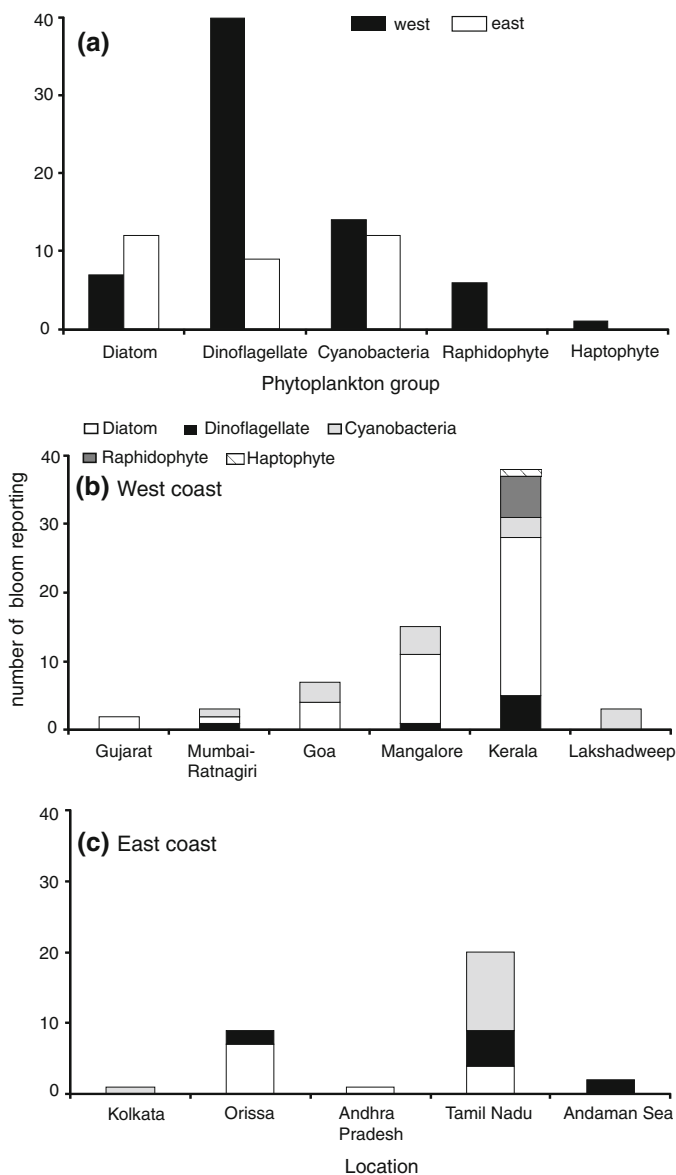 (a)
west east
40
30
20
10
0
Diatom Dinoflagellate Cyanobacteria Raphidophyte Haptophyte
Phytoplankton group
Diatom Dinoflagellate Cyanobacteria
Raphidophyte Haptophyte
(b) West coast
number of bloom reporting
40
30
20
10
0
Gujarat Mumbai- Goa Mangalore Kerala Lakshadweep
Ratnagiri
(c) East coast
40
30
20
10
0
Kolkata Orissa Andhra Tamil Nadu Andaman Sea
Pradesh
Location